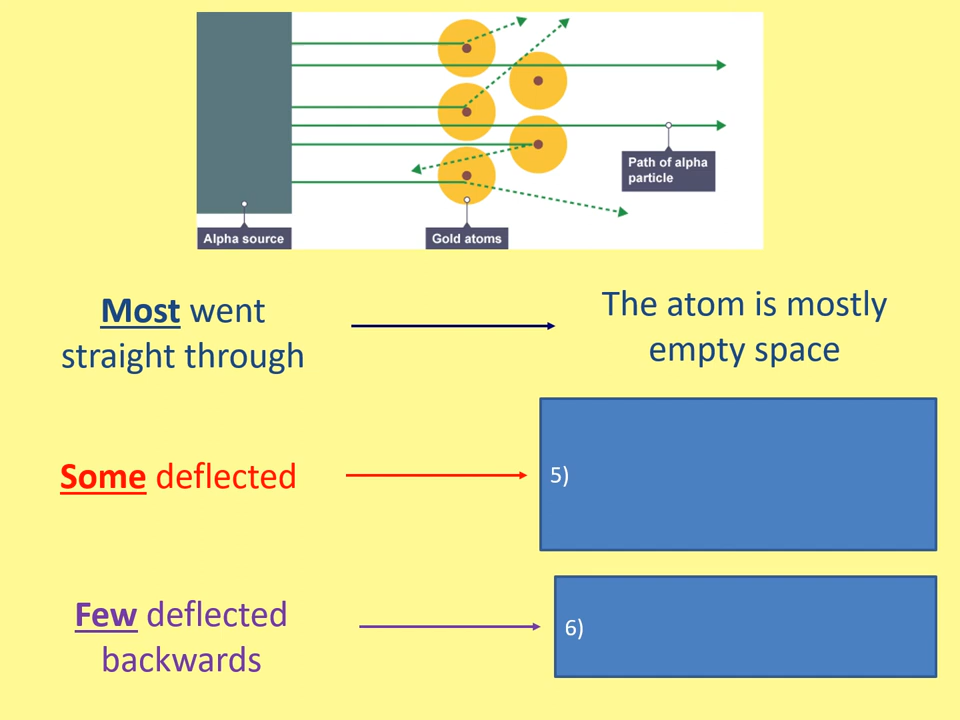 Path of alpha
particle
Alpha source
Gold atoms
Most went
straight through
The atom is mostly
empty space
Some deflected
5)
Few deflected
backwards
6)